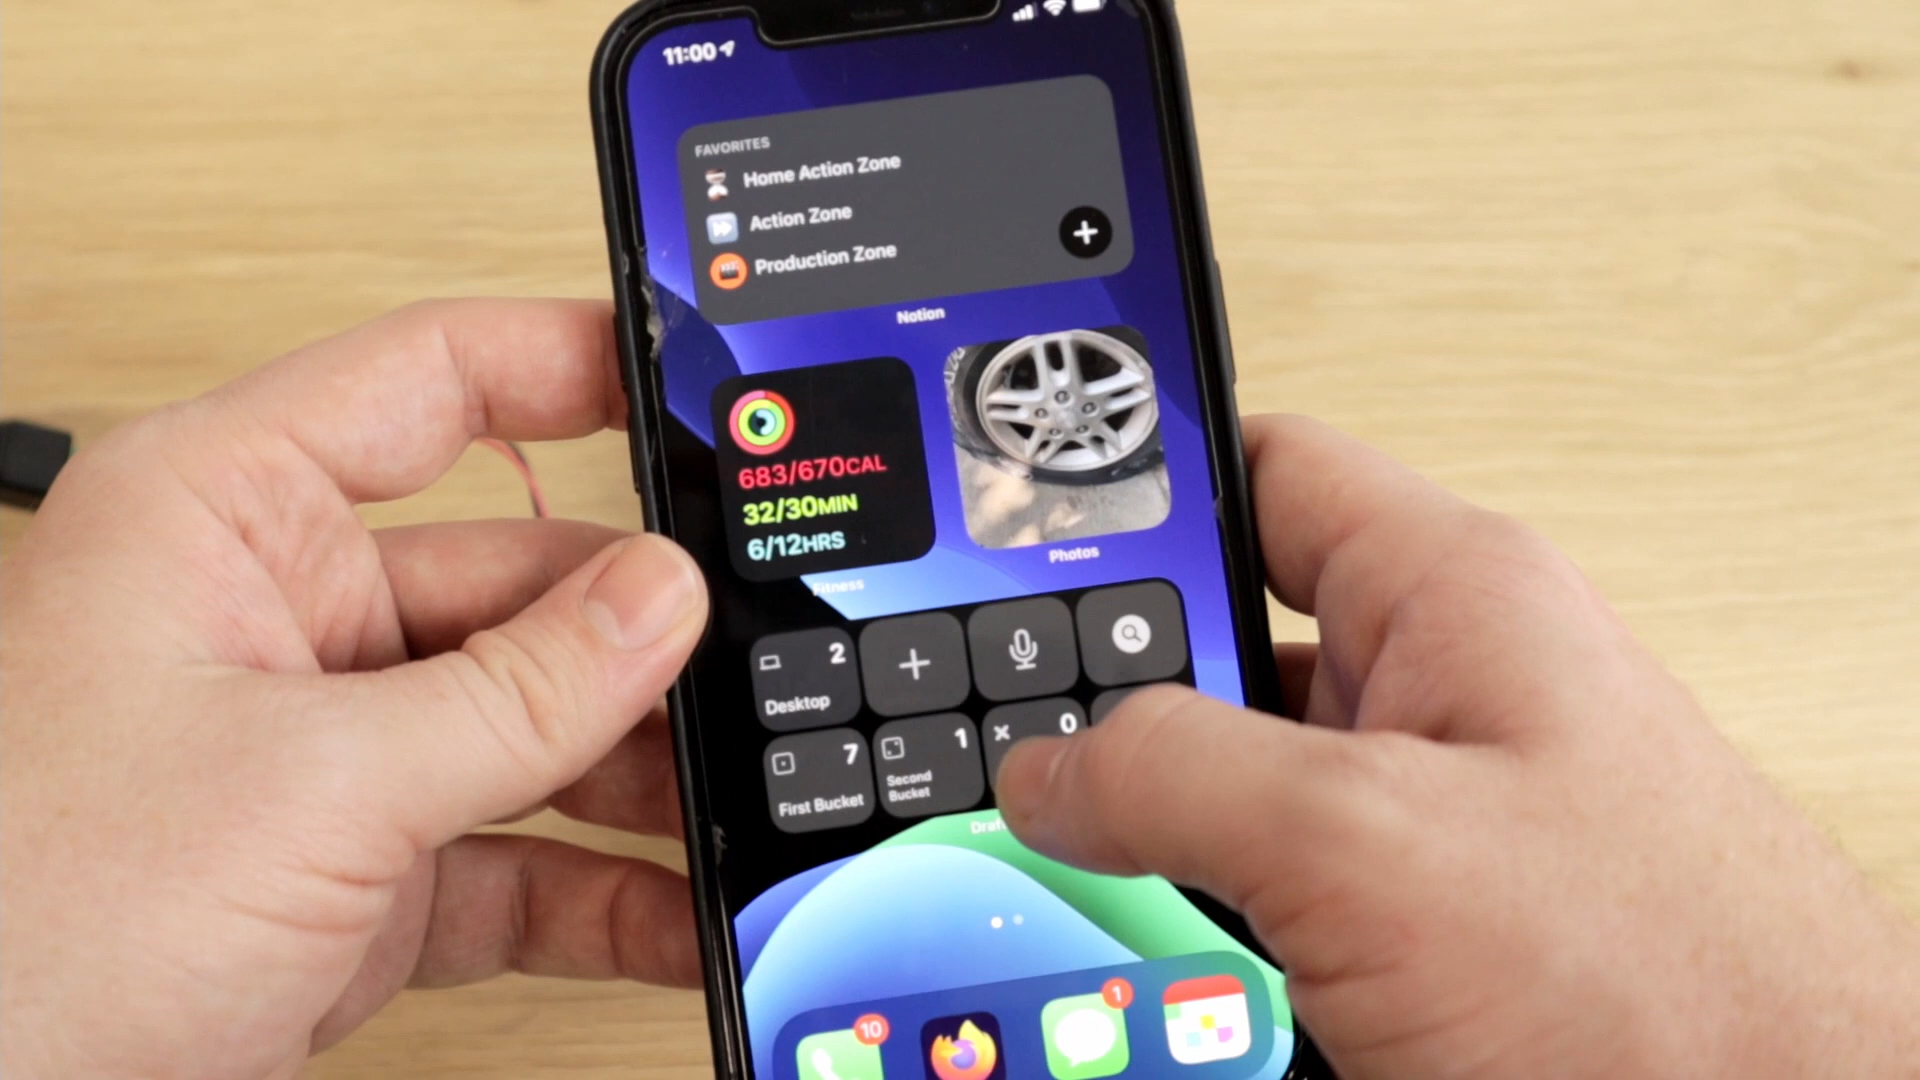 11:00
FAVORITES
Home Action Zone
Action Zone
Production Zone
Notion
683/670CAL
32/30MIN
6/12HRS
Fitness
Photos
2
Desktop
7
First Bucket
1
Second
Bucket
0
10
1